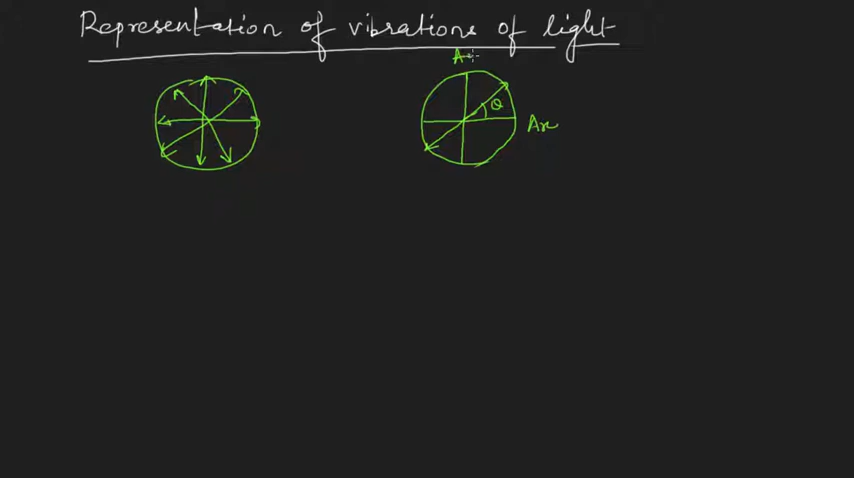 Representation of vibrations of light
A
θ
Ax